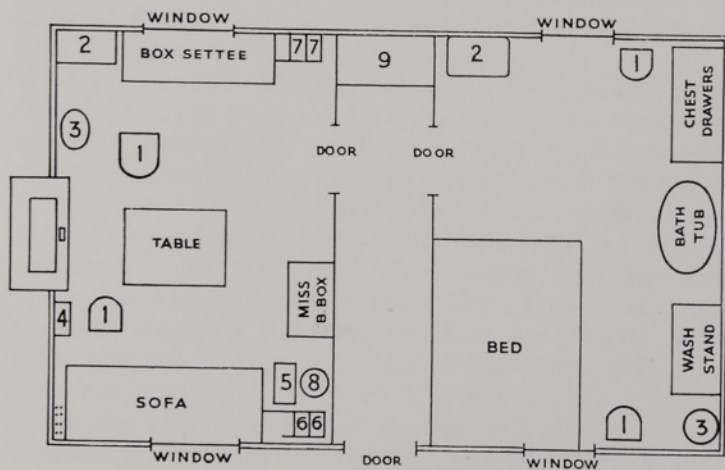 WINDOW
WINDOW
2
BOX SETTEE
7 7
9
2
1
CHEST
DRAWERS
3
1
DOOR
DOOR
TABLE
BATH
TUB
MISS
B. BOX
4
1
BED
WASH
STAND
SOFA
5
8
6 6
1
3
WINDOW
DOOR
WINDOW